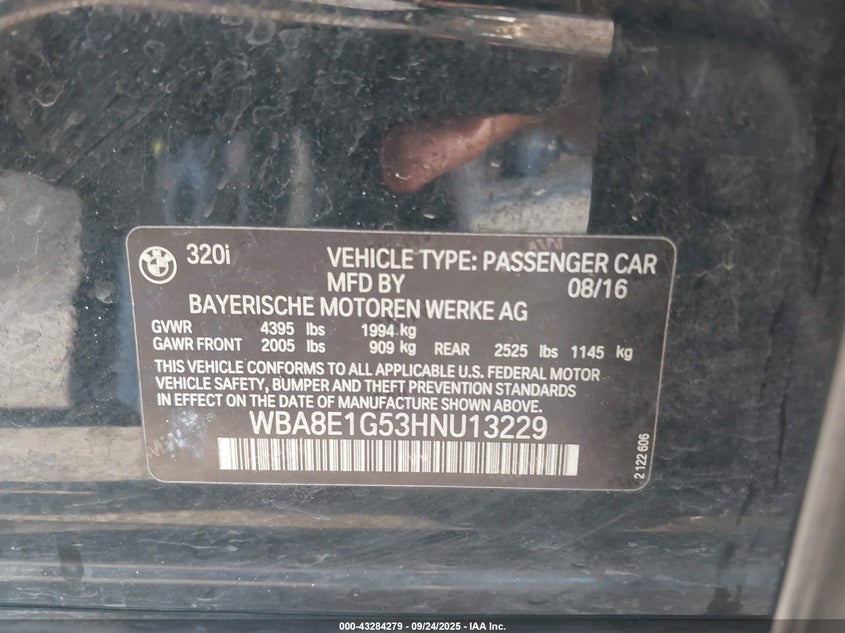 320i
VEHICLE TYPE: PASSENGER CAR
MFD BY 08/16
BAYERISCHE MOTOREN WERKE AG
GVWR 4395 lbs 1994 kg
GAWR FRONT 2005 lbs 909 kg REAR 2525 lbs 1145 kg
THIS VEHICLE CONFORMS TO ALL APPLICABLE U.S. FEDERAL MOTOR
VEHICLE SAFETY, BUMPER AND THEFT PREVENTION STANDARDS
IN EFFECT ON THE DATE OF MANUFACTURE SHOWN ABOVE.
WBA8E1G53HNU13229
2 122 606
000-43284279 - 09/24/2025 - IAA Inc.